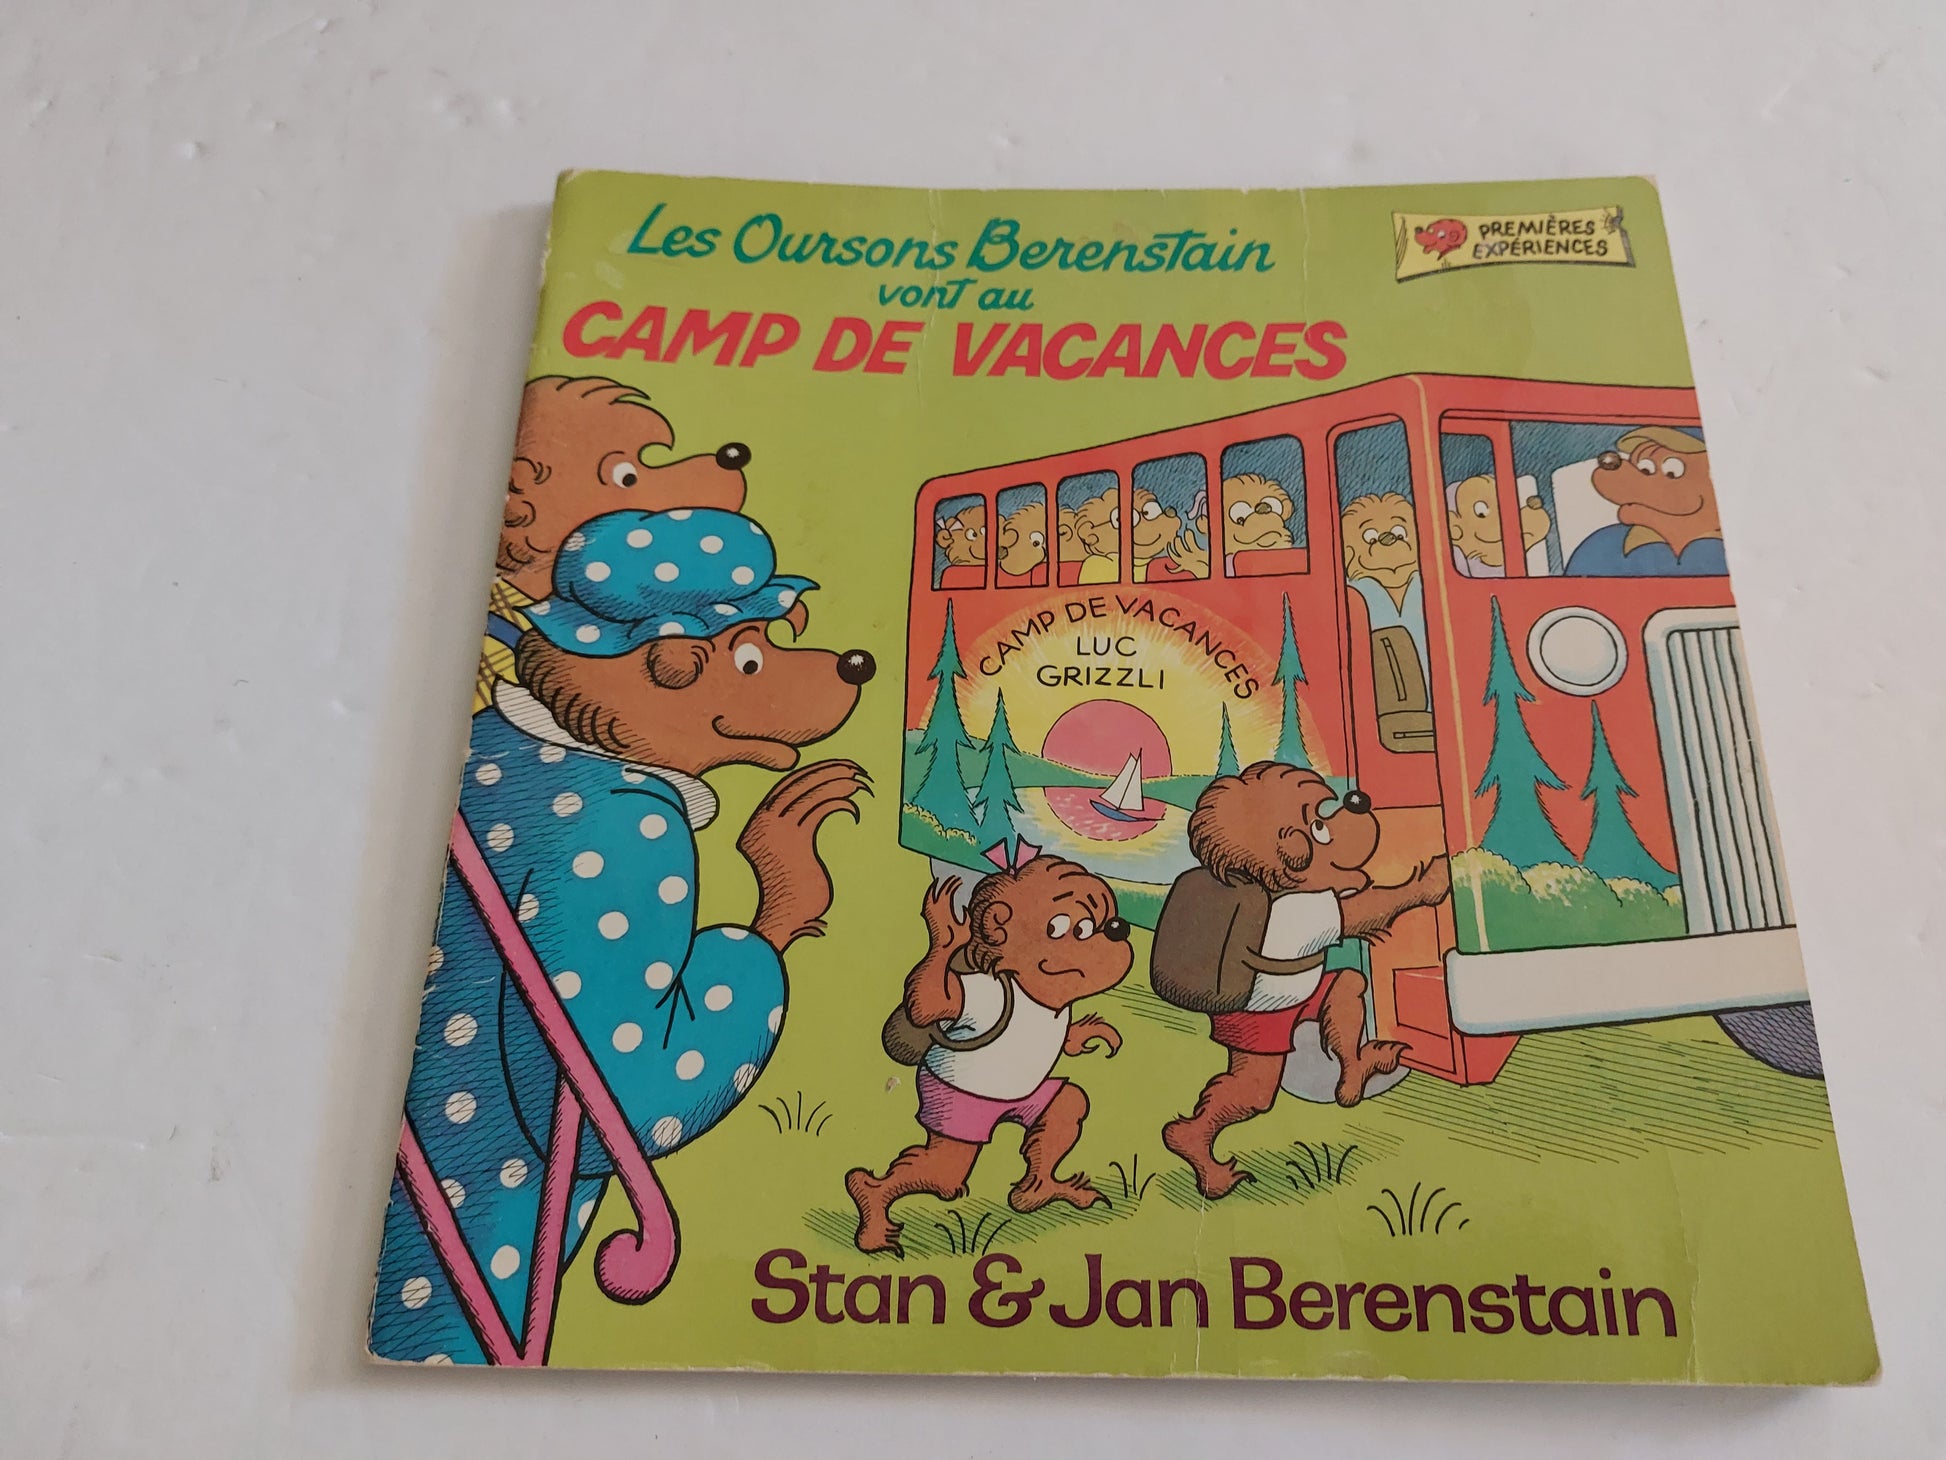 Les Oursons Berenstain
vont au
CAMP DE VACANCES
PREMIÈRES
EXPÉRIENCES
CAMP DE VACANCES
LUC
GRIZZLI
Stan & Jan Berenstain